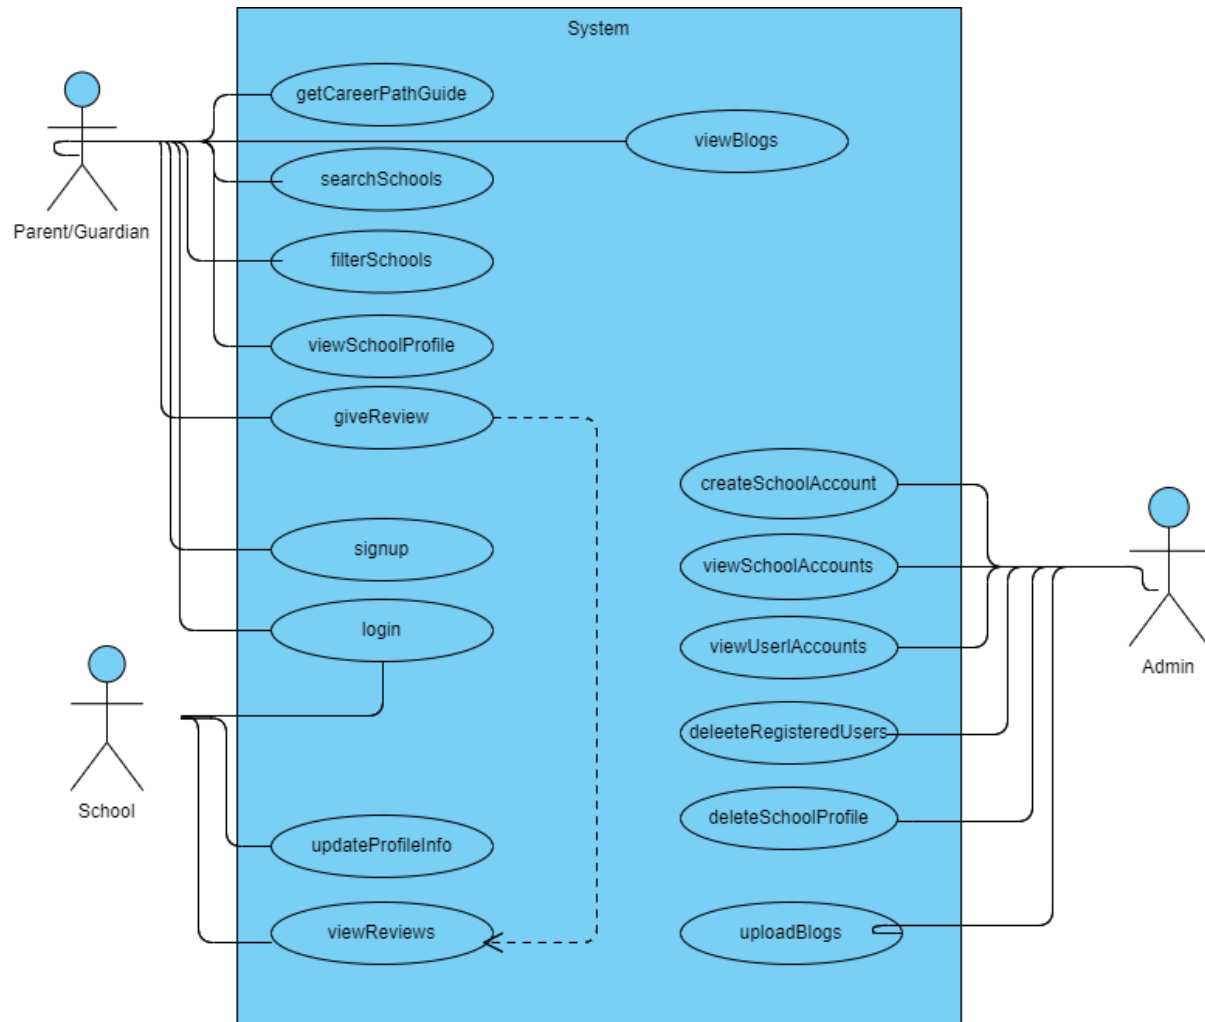 System
getCareerPathGuide
viewBlogs
searchSchools
Parent/Guardian
filterSchools
viewSchoolProfile
giveReview
createSchoolAccount
signup
viewSchoolAccounts
login
viewUserlAccounts
Admin
deleeteRegisteredUsers
School
deleteSchoolProfile
updateProfileInfo
viewReviews
uploadBlogs